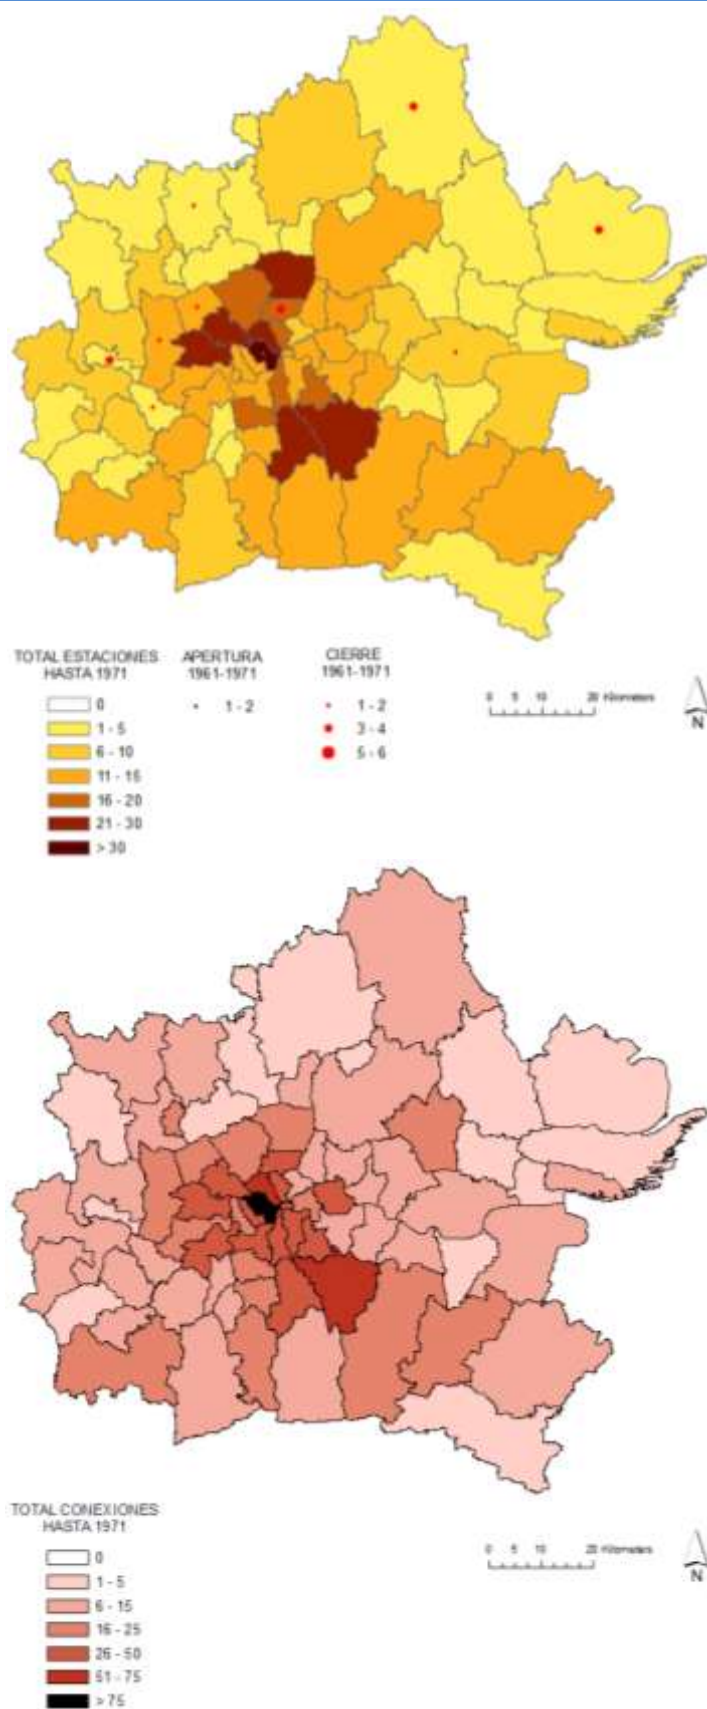 TOTAL ESTACIONES
HASTA 1971
0
1 - 5
6 - 10
11 - 15
16 - 20
21 - 30
> 30
APERTURA
1961-1971
1 - 2
CIERRE
1961-1971
1 - 2
3 - 4
5 - 6
0 5 10 20 Kilometers
N
TOTAL CONEXIONES
HASTA 1971
0
1 - 5
6 - 15
16 - 25
26 - 50
51 - 75
> 75
0 5 10 20 Kilometers
N